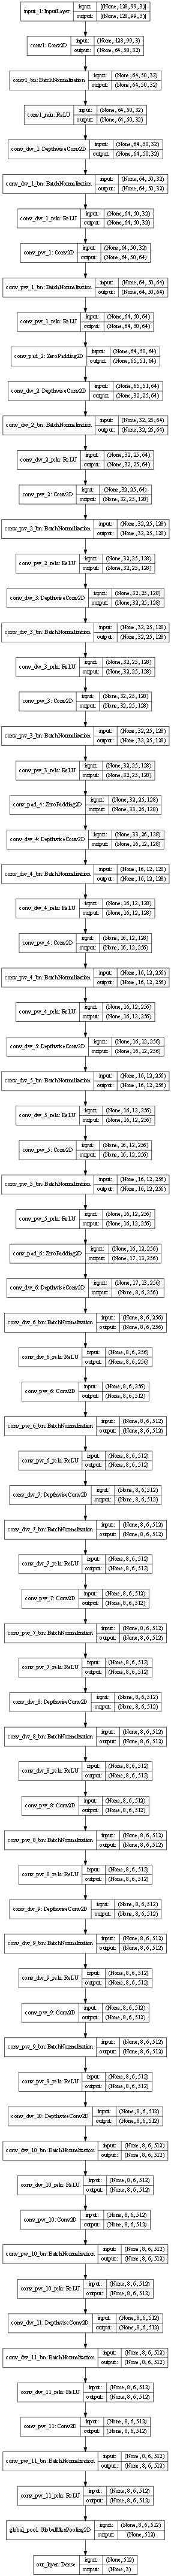 input_1: InputLayer
input: [(None, 128, 99, 3)]
output: [(None, 128, 99, 3)]
conv1: Conv2D
input: (None, 128, 99, 3)
output: (None, 64, 50, 32)
conv1_bn: BatchNormalization
input: (None, 64, 50, 32)
output: (None, 64, 50, 32)
conv1_relu: ReLU
input: (None, 64, 50, 32)
output: (None, 64, 50, 32)
conv_dw_1: DepthwiseConv2D
input: (None, 64, 50, 32)
output: (None, 64, 50, 32)
conv_dw_1_bn: BatchNormalization
input: (None, 64, 50, 32)
output: (None, 64, 50, 32)
conv_dw_1_relu: ReLU
input: (None, 64, 50, 32)
output: (None, 64, 50, 32)
conv_pw_1: Conv2D
input: (None, 64, 50, 32)
output: (None, 64, 50, 64)
conv_pw_1_bn: BatchNormalization
input: (None, 64, 50, 64)
output: (None, 64, 50, 64)
conv_pw_1_relu: ReLU
input: (None, 64, 50, 64)
output: (None, 64, 50, 64)
conv_pad_2: ZeroPadding2D
input: (None, 64, 50, 64)
output: (None, 65, 51, 64)
conv_dw_2: DepthwiseConv2D
input: (None, 65, 51, 64)
output: (None, 32, 25, 64)
conv_dw_2_bn: BatchNormalization
input: (None, 32, 25, 64)
output: (None, 32, 25, 64)
conv_dw_2_relu: ReLU
input: (None, 32, 25, 64)
output: (None, 32, 25, 64)
conv_pw_2: Conv2D
input: (None, 32, 25, 64)
output: (None, 32, 25, 128)
conv_pw_2_bn: BatchNormalization
input: (None, 32, 25, 128)
output: (None, 32, 25, 128)
conv_pw_2_relu: ReLU
input: (None, 32, 25, 128)
output: (None, 32, 25, 128)
conv_dw_3: DepthwiseConv2D
input: (None, 32, 25, 128)
output: (None, 32, 25, 128)
conv_dw_3_bn: BatchNormalization
input: (None, 32, 25, 128)
output: (None, 32, 25, 128)
conv_dw_3_relu: ReLU
input: (None, 32, 25, 128)
output: (None, 32, 25, 128)
conv_pw_3: Conv2D
input: (None, 32, 25, 128)
output: (None, 32, 25, 128)
conv_pw_3_bn: BatchNormalization
input: (None, 32, 25, 128)
output: (None, 32, 25, 128)
conv_pw_3_relu: ReLU
input: (None, 32, 25, 128)
output: (None, 32, 25, 128)
conv_pad_4: ZeroPadding2D
input: (None, 32, 25, 128)
output: (None, 33, 26, 128)
conv_dw_4: DepthwiseConv2D
input: (None, 33, 26, 128)
output: (None, 16, 12, 128)
conv_dw_4_bn: BatchNormalization
input: (None, 16, 12, 128)
output: (None, 16, 12, 128)
conv_dw_4_relu: ReLU
input: (None, 16, 12, 128)
output: (None, 16, 12, 128)
conv_pw_4: Conv2D
input: (None, 16, 12, 128)
output: (None, 16, 12, 256)
conv_pw_4_bn: BatchNormalization
input: (None, 16, 12, 256)
output: (None, 16, 12, 256)
conv_pw_4_relu: ReLU
input: (None, 16, 12, 256)
output: (None, 16, 12, 256)
conv_dw_5: DepthwiseConv2D
input: (None, 16, 12, 256)
output: (None, 16, 12, 256)
conv_dw_5_bn: BatchNormalization
input: (None, 16, 12, 256)
output: (None, 16, 12, 256)
conv_dw_5_relu: ReLU
input: (None, 16, 12, 256)
output: (None, 16, 12, 256)
conv_pw_5: Conv2D
input: (None, 16, 12, 256)
output: (None, 16, 12, 256)
conv_pw_5_bn: BatchNormalization
input: (None, 16, 12, 256)
output: (None, 16, 12, 256)
conv_pw_5_relu: ReLU
input: (None, 16, 12, 256)
output: (None, 16, 12, 256)
conv_pad_6: ZeroPadding2D
input: (None, 16, 12, 256)
output: (None, 17, 13, 256)
conv_dw_6: DepthwiseConv2D
input: (None, 17, 13, 256)
output: (None, 8, 6, 256)
conv_dw_6_bn: BatchNormalization
input: (None, 8, 6, 256)
output: (None, 8, 6, 256)
conv_dw_6_relu: ReLU
input: (None, 8, 6, 256)
output: (None, 8, 6, 256)
conv_pw_6: Conv2D
input: (None, 8, 6, 256)
output: (None, 8, 6, 512)
conv_pw_6_bn: BatchNormalization
input: (None, 8, 6, 512)
output: (None, 8, 6, 512)
conv_pw_6_relu: ReLU
input: (None, 8, 6, 512)
output: (None, 8, 6, 512)
conv_dw_7: DepthwiseConv2D
input: (None, 8, 6, 512)
output: (None, 8, 6, 512)
conv_dw_7_bn: BatchNormalization
input: (None, 8, 6, 512)
output: (None, 8, 6, 512)
conv_dw_7_relu: ReLU
input: (None, 8, 6, 512)
output: (None, 8, 6, 512)
conv_pw_7: Conv2D
input: (None, 8, 6, 512)
output: (None, 8, 6, 512)
conv_pw_7_bn: BatchNormalization
input: (None, 8, 6, 512)
output: (None, 8, 6, 512)
conv_pw_7_relu: ReLU
input: (None, 8, 6, 512)
output: (None, 8, 6, 512)
conv_dw_8: DepthwiseConv2D
input: (None, 8, 6, 512)
output: (None, 8, 6, 512)
conv_dw_8_bn: BatchNormalization
input: (None, 8, 6, 512)
output: (None, 8, 6, 512)
conv_dw_8_relu: ReLU
input: (None, 8, 6, 512)
output: (None, 8, 6, 512)
conv_pw_8: Conv2D
input: (None, 8, 6, 512)
output: (None, 8, 6, 512)
conv_pw_8_bn: BatchNormalization
input: (None, 8, 6, 512)
output: (None, 8, 6, 512)
conv_pw_8_relu: ReLU
input: (None, 8, 6, 512)
output: (None, 8, 6, 512)
conv_dw_9: DepthwiseConv2D
input: (None, 8, 6, 512)
output: (None, 8, 6, 512)
conv_dw_9_bn: BatchNormalization
input: (None, 8, 6, 512)
output: (None, 8, 6, 512)
conv_dw_9_relu: ReLU
input: (None, 8, 6, 512)
output: (None, 8, 6, 512)
conv_pw_9: Conv2D
input: (None, 8, 6, 512)
output: (None, 8, 6, 512)
conv_pw_9_bn: BatchNormalization
input: (None, 8, 6, 512)
output: (None, 8, 6, 512)
conv_pw_9_relu: ReLU
input: (None, 8, 6, 512)
output: (None, 8, 6, 512)
conv_dw_10: DepthwiseConv2D
input: (None, 8, 6, 512)
output: (None, 8, 6, 512)
conv_dw_10_bn: BatchNormalization
input: (None, 8, 6, 512)
output: (None, 8, 6, 512)
conv_dw_10_relu: ReLU
input: (None, 8, 6, 512)
output: (None, 8, 6, 512)
conv_pw_10: Conv2D
input: (None, 8, 6, 512)
output: (None, 8, 6, 512)
conv_pw_10_bn: BatchNormalization
input: (None, 8, 6, 512)
output: (None, 8, 6, 512)
conv_pw_10_relu: ReLU
input: (None, 8, 6, 512)
output: (None, 8, 6, 512)
conv_dw_11: DepthwiseConv2D
input: (None, 8, 6, 512)
output: (None, 8, 6, 512)
conv_dw_11_bn: BatchNormalization
input: (None, 8, 6, 512)
output: (None, 8, 6, 512)
conv_dw_11_relu: ReLU
input: (None, 8, 6, 512)
output: (None, 8, 6, 512)
conv_pw_11: Conv2D
input: (None, 8, 6, 512)
output: (None, 8, 6, 512)
conv_pw_11_bn: BatchNormalization
input: (None, 8, 6, 512)
output: (None, 8, 6, 512)
conv_pw_11_relu: ReLU
input: (None, 8, 6, 512)
output: (None, 8, 6, 512)
global_pool: GlobalMaxPooling2D
input: (None, 8, 6, 512)
output: (None, 512)
out_layer: Dense
input: (None, 512)
output: (None, 3)